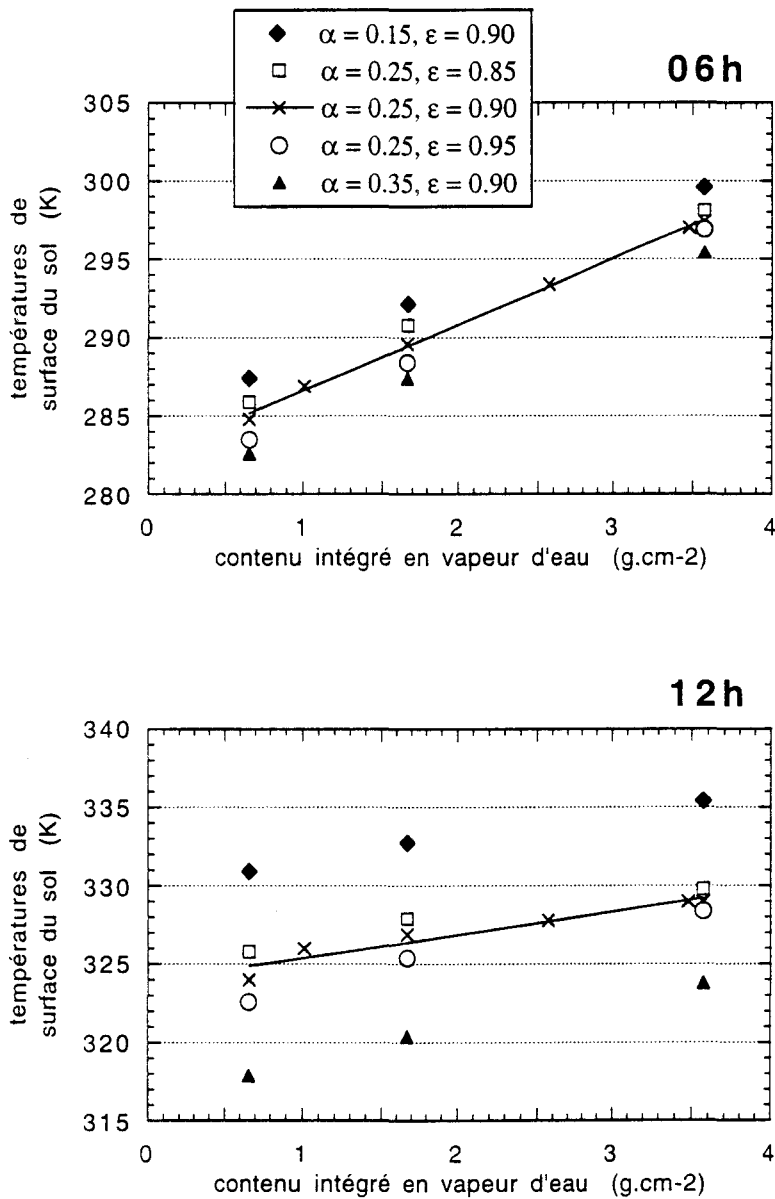 α = 0.15, ε = 0.90
α = 0.25, ε = 0.85
α = 0.25, ε = 0.90
α = 0.25, ε = 0.95
α = 0.35, ε = 0.90
06h
305
300
295
290
285
280
températures de
surface du sol (K)
0 1 2 3 4
contenu intégré en vapeur d'eau (g.cm-2)
12h
340
335
330
325
320
315
températures de
surface du sol (K)
0 1 2 3 4
contenu intégré en vapeur d'eau (g.cm-2)